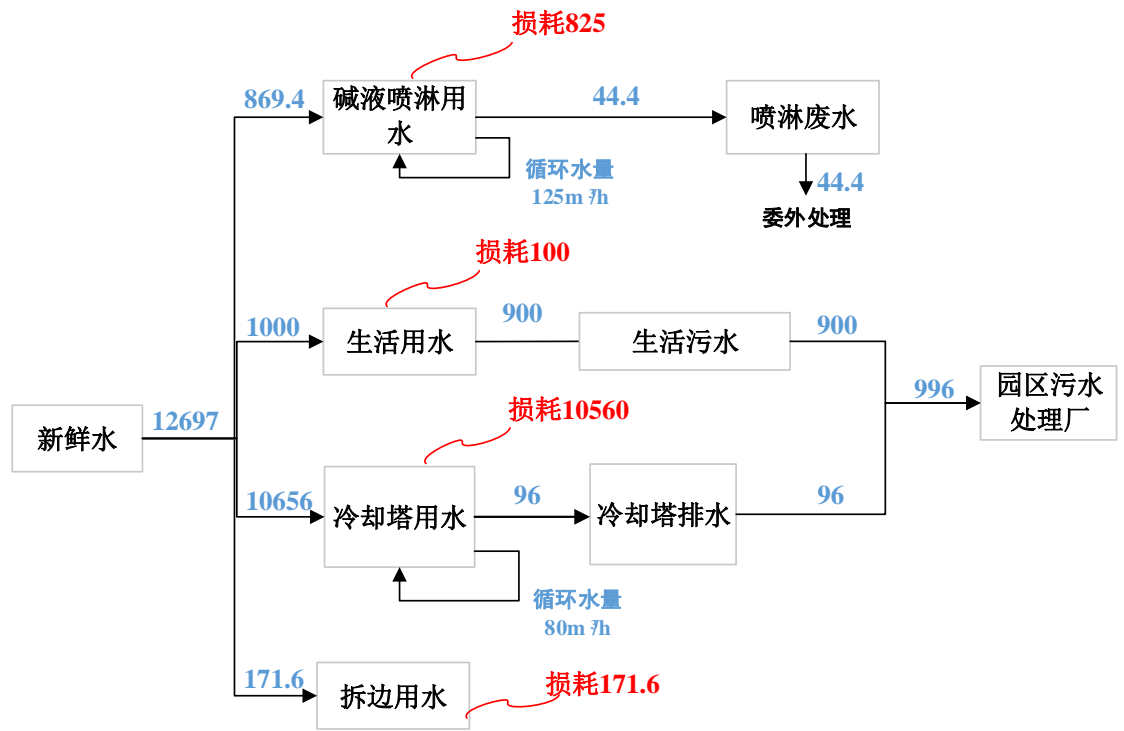 损耗825
869.4
碱液喷淋用
水
44.4
喷淋废水
循环水量
125m³/h
44.4
委外处理
损耗100
1000
生活用水
900
生活污水
900
新鲜水
12697
996
园区污水
处理厂
损耗10560
10656
冷却塔用水
96
冷却塔排水
96
循环水量
80m³/h
171.6
拆边用水
损耗171.6